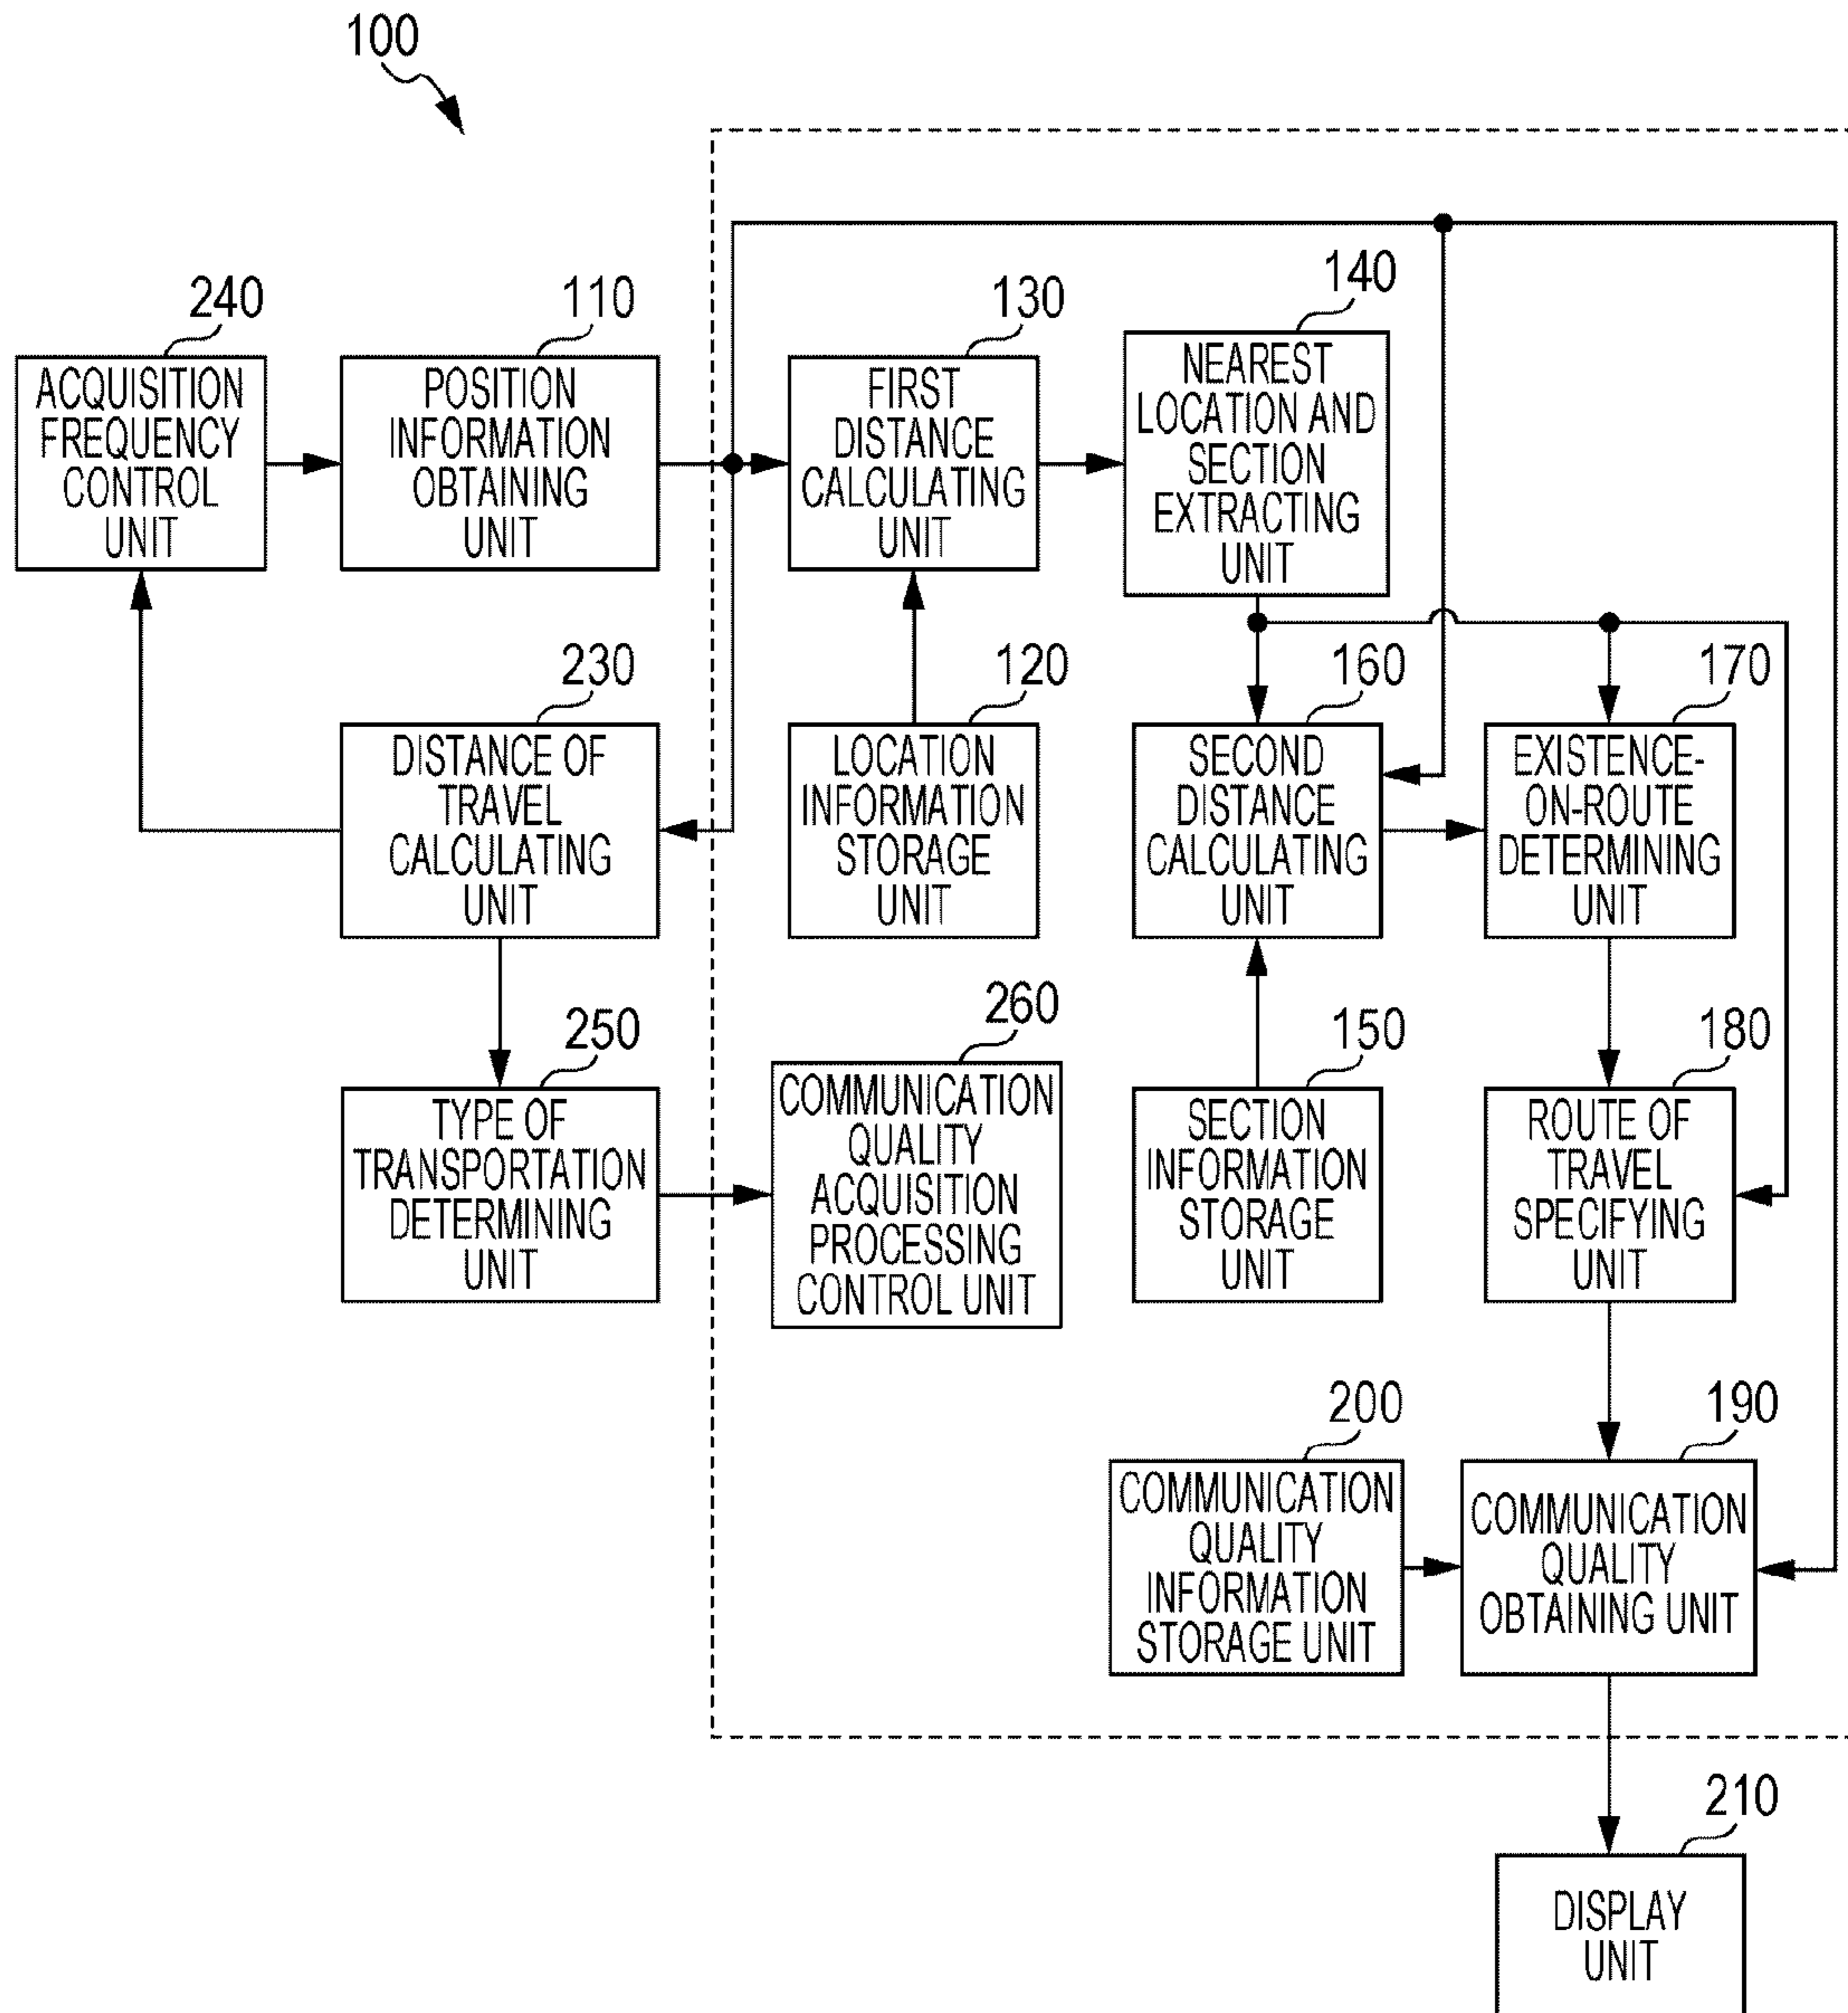 100
240
ACQUISITION
FREQUENCY
CONTROL
UNIT
110
POSITION
INFORMATION
OBTAINING
UNIT
130
FIRST
DISTANCE
CALCULATING
UNIT
140
NEAREST
LOCATION AND
SECTION
EXTRACTING
UNIT
230
DISTANCE OF
TRAVEL
CALCULATING
UNIT
120
LOCATION
INFORMATION
STORAGE
UNIT
160
SECOND
DISTANCE
CALCULATING
UNIT
170
EXISTENCE-
ON-ROUTE
DETERMINING
UNIT
250
TYPE OF
TRANSPORTATION
DETERMINING
UNIT
260
COMMUNICATION
QUALITY
ACQUISITION
PROCESSING
CONTROL UNIT
150
SECTION
INFORMATION
STORAGE
UNIT
180
ROUTE OF
TRAVEL
SPECIFYING
UNIT
200
COMMUNICATION
QUALITY
INFORMATION
STORAGE UNIT
190
COMMUNICATION
QUALITY
OBTAINING UNIT
210
DISPLAY
UNIT